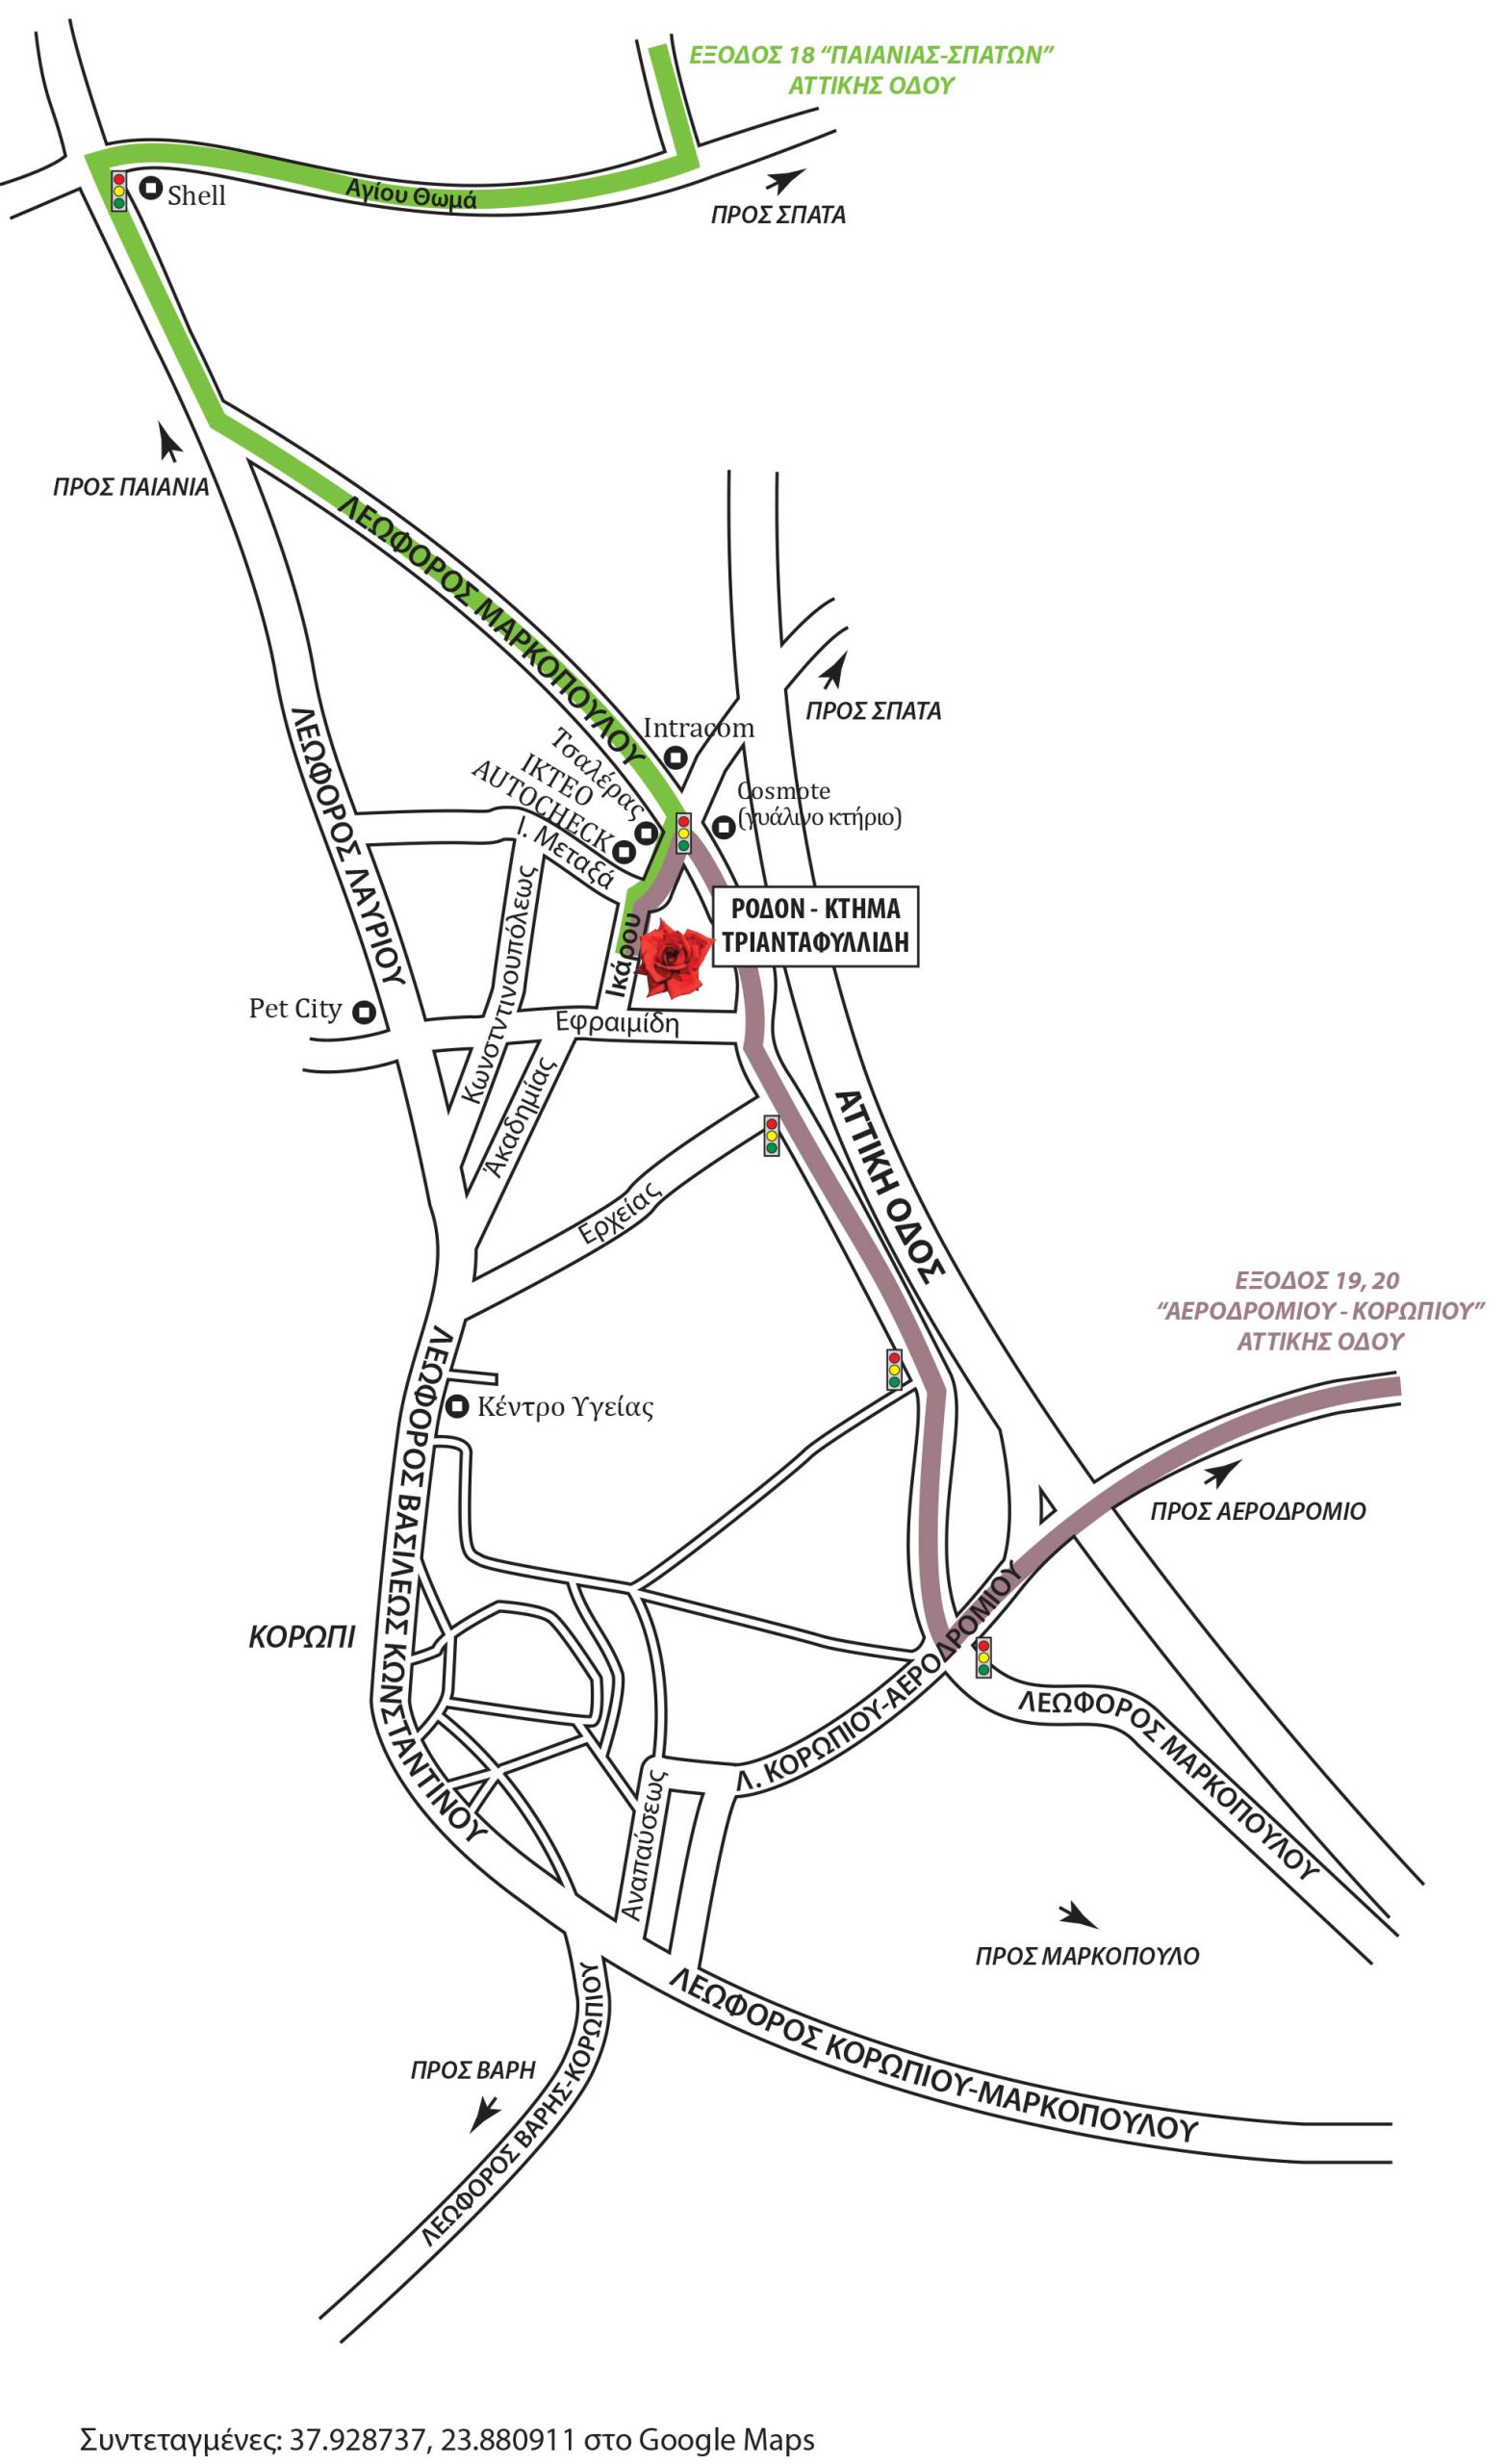 ΕΞΟΔΟΣ 18 “ΠΑΙΑΝΙΑΣ-ΣΠΑΤΩΝ”
ΑΤΤΙΚΗΣ ΟΔΟΥ
Shell
Αγίου Θωμά
ΠΡΟΣ ΣΠΑΤΑ
ΠΡΟΣ ΠΑΙΑΝΙΑ
ΛΕΩΦΟΡΟΣ ΜΑΡΚΟΠΟΥΛΟΥ
ΠΡΟΣ ΣΠΑΤΑ
ΛΕΩΦΟΡΟΣ ΛΑΥΡΙΟΥ
Intracom
Τσαλέρας
ΙΚΤΕΟ
AUTOCHECK
Cosmote
(γυάλινο κτήριο)
Ι. Μεταξά
Κωνσταντινουπόλεως
Ικάρου
ΡΟΔΟΝ - ΚΤΗΜΑ
ΤΡΙΑΝΤΑΦΥΛΛΙΔΗ
Pet City
Εφραιμίδη
Άκαδημίας
ΑΤΤΙΚΗ ΟΔΟΣ
Ερχείας
ΕΞΟΔΟΣ 19, 20
“ΑΕΡΟΔΡΟΜΙΟΥ - ΚΟΡΩΠΙΟΥ”
ΑΤΤΙΚΗΣ ΟΔΟΥ
Κέντρο Υγείας
ΛΕΩΦΟΡΟΣ ΒΑΣΙΛΕΩΣ ΚΩΝΣΤΑΝΤΙΝΟΥ
ΠΡΟΣ ΑΕΡΟΔΡΟΜΙΟ
ΚΟΡΩΠΙ
Λ. ΚΟΡΩΠΙΟΥ-ΑΕΡΟΔΡΟΜΙΟΥ
ΛΕΩΦΟΡΟΣ ΜΑΡΚΟΠΟΥΛΟΥ
Αναπαύσεως
ΠΡΟΣ ΜΑΡΚΟΠΟΥΛΟ
ΛΕΩΦΟΡΟΣ ΚΟΡΩΠΙΟΥ-ΜΑΡΚΟΠΟΥΛΟΥ
ΠΡΟΣ ΒΑΡΗ
ΛΕΩΦΟΡΟΣ ΒΑΡΗΣ-ΚΟΡΩΠΙΟΥ
Συντεταγμένες: 37.928737, 23.880911 στο Google Maps